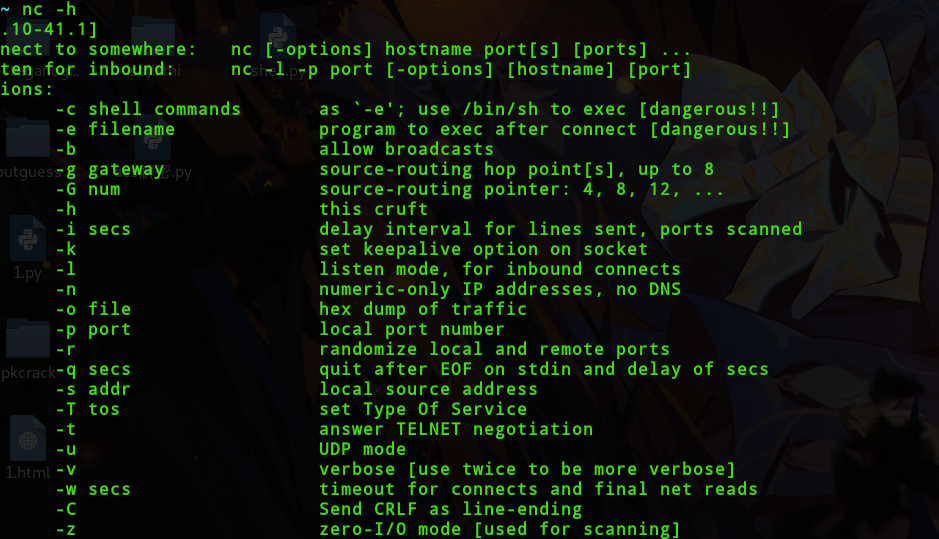 ~ nc -h
.10-41.1]
nect to somewhere:   nc [-options] hostname port[s] [ports] ...
ten for inbound:     nc -l -p port [-options] [hostname] [port]
ions:
-c shell commands    as `-e'; use /bin/sh to exec [dangerous!!]
-e filename    program to exec after connect [dangerous!!]
-b    allow broadcasts
-g gateway    source-routing hop point[s], up to 8
-G num    source-routing pointer: 4, 8, 12, ...
-h    this cruft
-i secs    delay interval for lines sent, ports scanned
-k    set keepalive option on socket
-l    listen mode, for inbound connects
-n    numeric-only IP addresses, no DNS
-o file    hex dump of traffic
-p port    local port number
-r    randomize local and remote ports
-q secs    quit after EOF on stdin and delay of secs
-s addr    local source address
-T tos    set Type Of Service
-t    answer TELNET negotiation
-u    UDP mode
-v    verbose [use twice to be more verbose]
-w secs    timeout for connects and final net reads
-C    Send CRLF as line-ending
-z    zero-I/O mode [used for scanning]
outguess
1.py
pkcrack
1.html